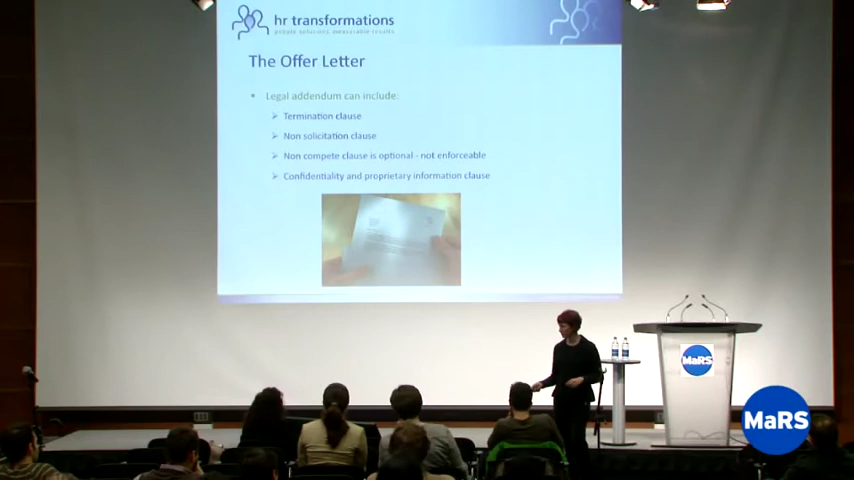 hr transformations
people solutions measurable results
The Offer Letter
Legal addendum can include:
Termination clause
Non solicitation clause
Non compete clause is optional - not enforceable
Confidentiality and proprietary information clause
MaRS
MaRS